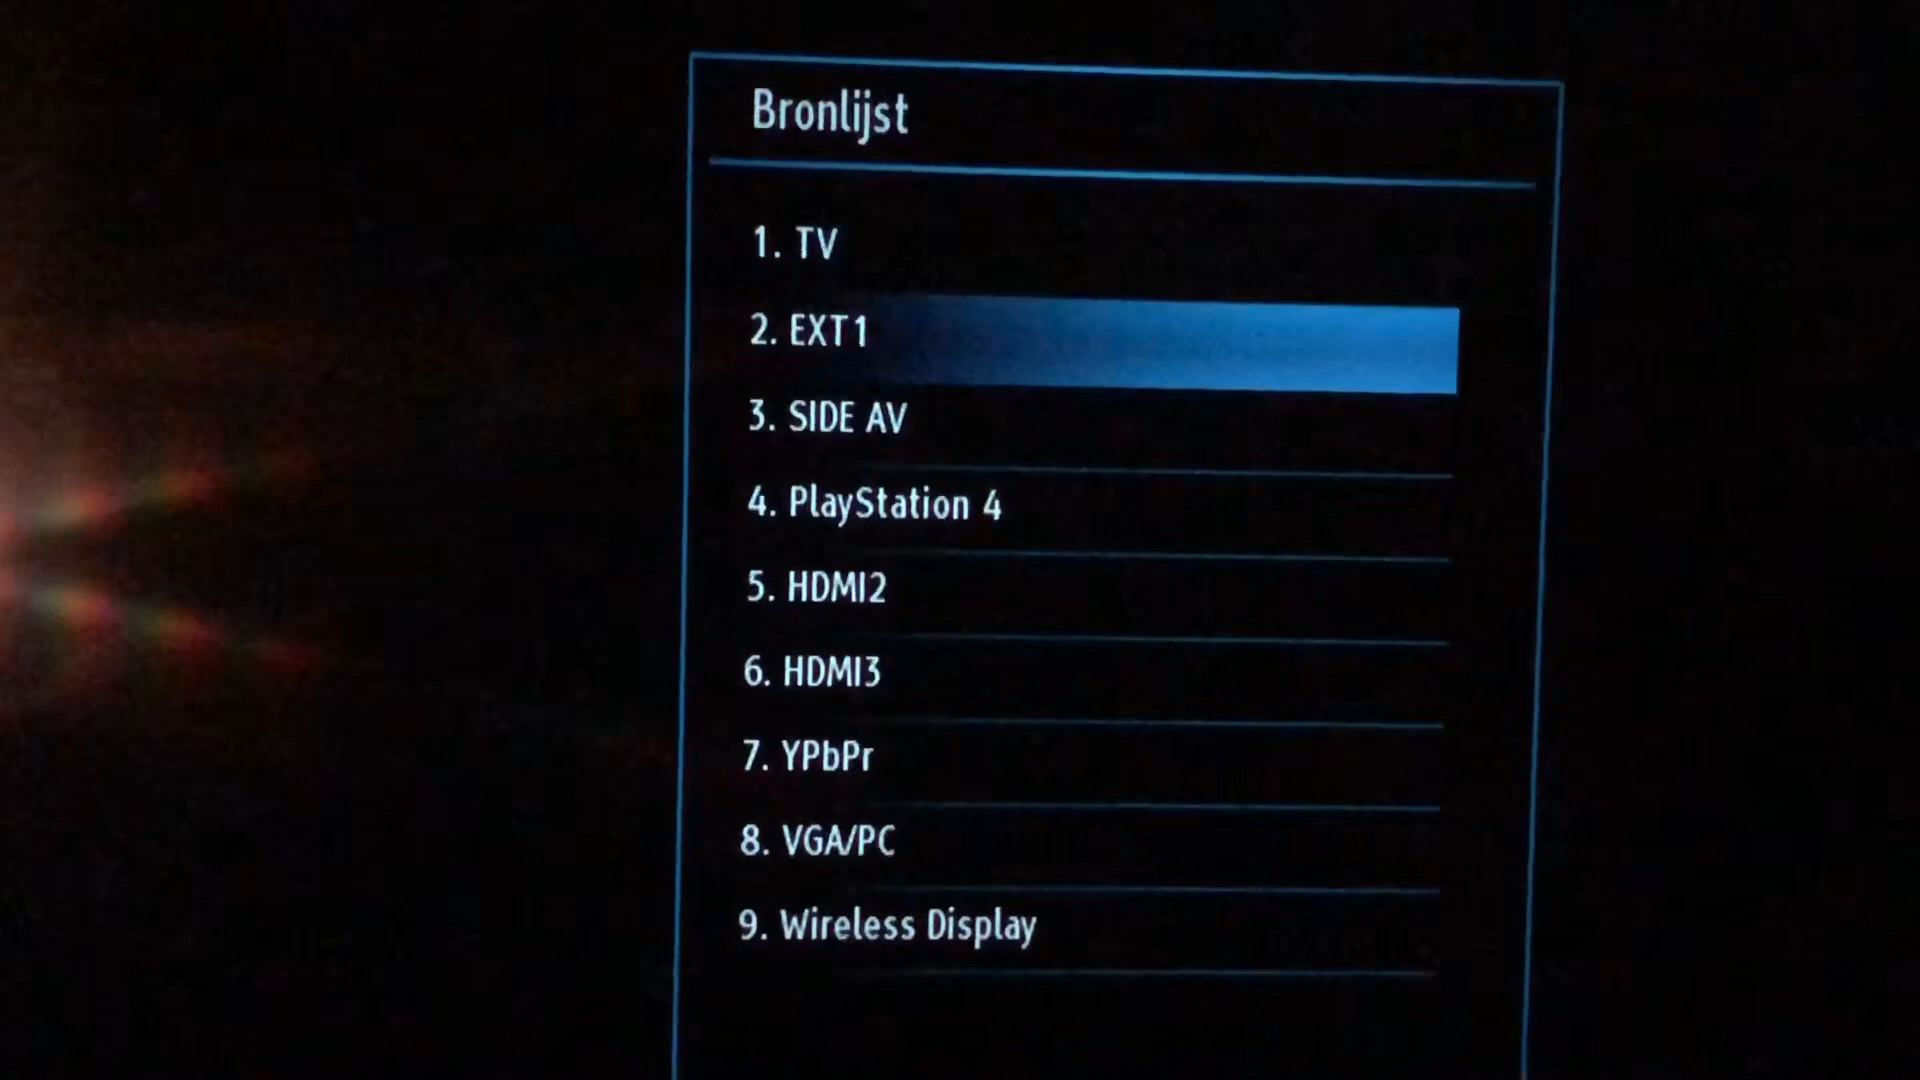 Bronlijst
1. TV
2. EXT1
3. SIDE AV
4. PlayStation 4
5. HDMI2
6. HDMI3
7. YPbPr
8. VGA/PC
9. Wireless Display